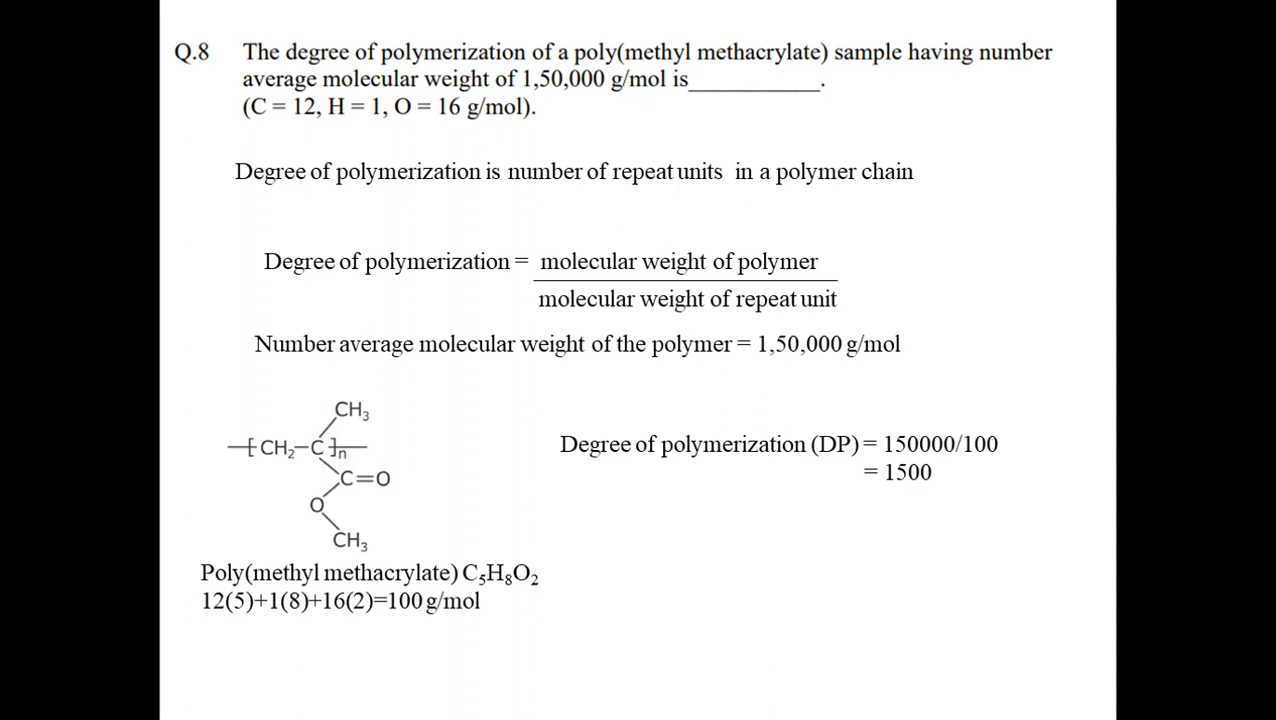 Q.8 The degree of polymerization of a poly(methyl methacrylate) sample having number
average molecular weight of 1,50,000 g/mol is____________.
(C = 12, H = 1, O = 16 g/mol).
Degree of polymerization is number of repeat units in a polymer chain
Degree of polymerization = molecular weight of polymer
molecular weight of repeat unit
Number average molecular weight of the polymer = 1,50,000 g/mol
CH₃
[CH₂–C]n
C=O
O
CH₃
Degree of polymerization (DP) = 150000/100
= 1500
Poly(methyl methacrylate) C₅H₈O₂
12(5)+1(8)+16(2)=100 g/mol